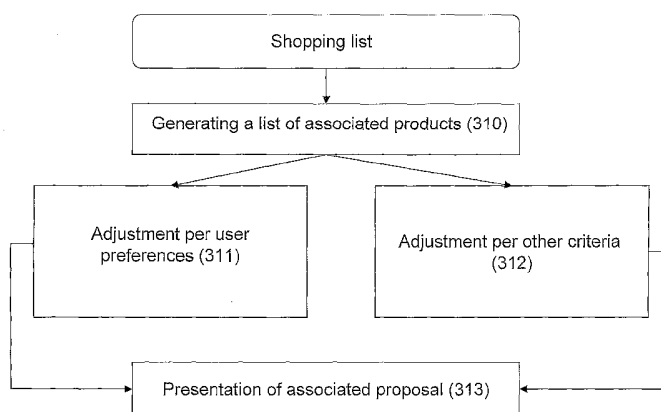 Shopping list
Generating a list of associated products (310)
Adjustment per user
preferences (311)
Adjustment per other criteria
(312)
Presentation of associated proposal (313)